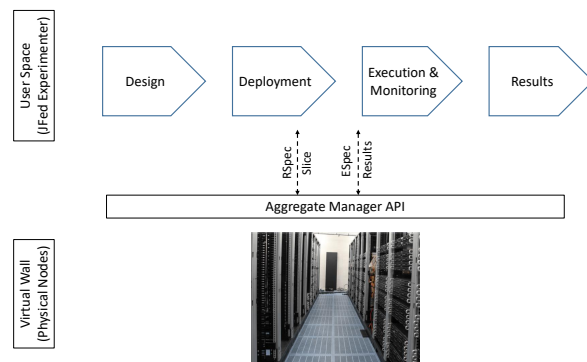 User Space
(JFed Experimenter)
Design
Deployment
Execution &
Monitoring
Results
RSpec
Slice
ESpec
Results
Aggregate Manager API
Virtual Wall
(Physical Nodes)